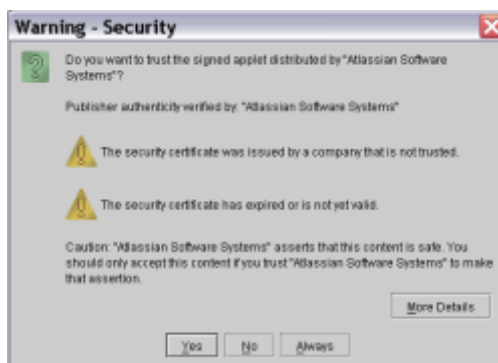 Warning - Security
Do you want to trust the signed applet distributed by "Atlassian Software
Systems"?
Publisher authenticity verified by: "Atlassian Software Systems"
The security certificate was issued by a company that is not trusted.
The security certificate has expired or is not yet valid.
Caution: "Atlassian Software Systems" asserts that this content is safe. You
should only accept this content if you trust "Atlassian Software Systems" to make
that assertion.
More Details
Yes No Always